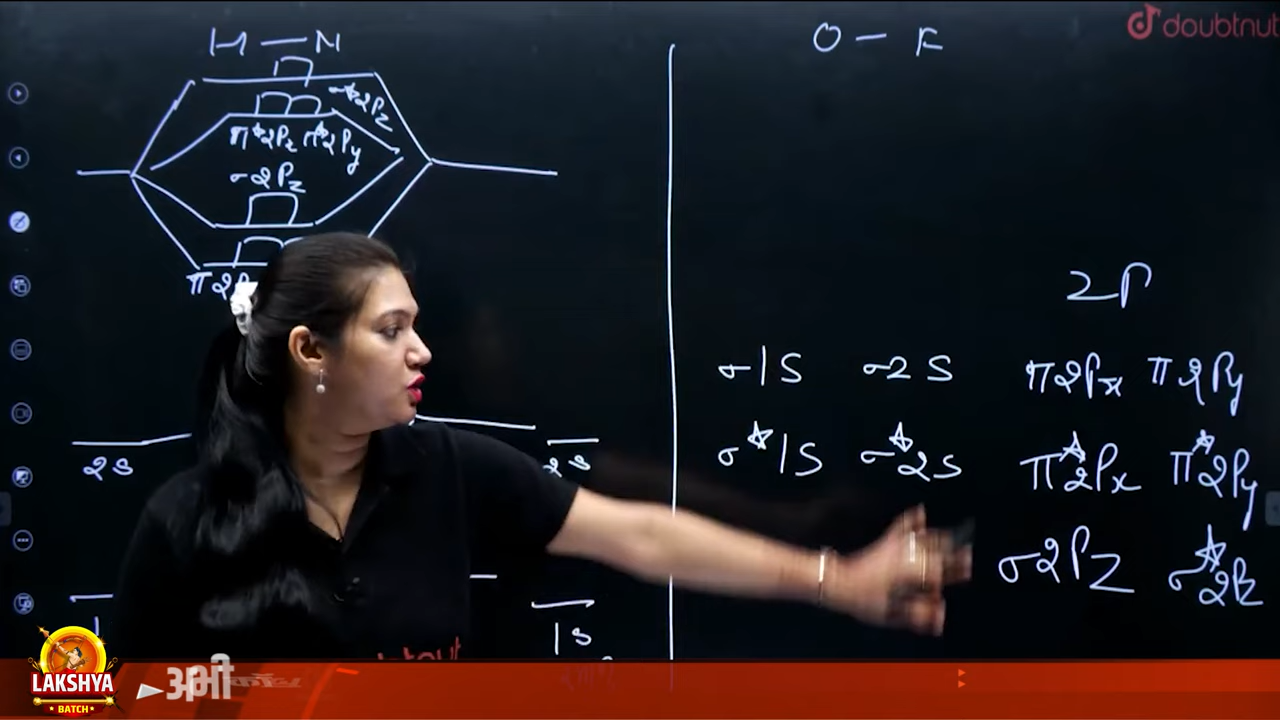 H — N
σ*2Pz
π*2Pz π*2Py
σ2Pz
π2P
2s
2s
1s
O — F
2P
σ1S σ2S π2Px π2Py
σ*1S σ*2S π*2Px π*2Py
σ2Pz σ*2Pz
doubtnut
LAKSHYA
BATCH
अभी